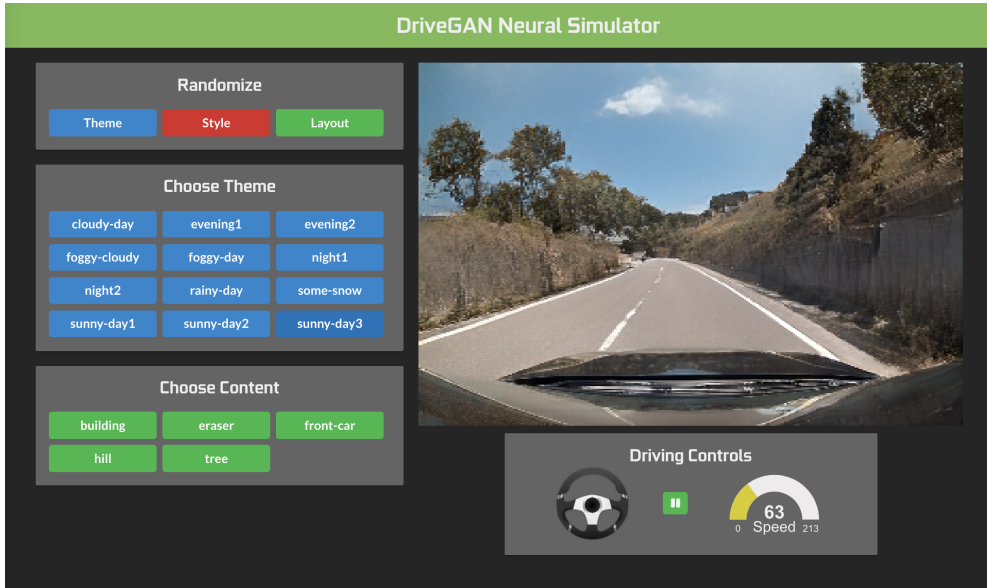 DriveGAN Neural Simulator
Randomize
Theme Style Layout
Choose Theme
cloudy-day evening1 evening2
foggy-cloudy foggy-day night1
night2 rainy-day some-snow
sunny-day1 sunny-day2 sunny-day3
Choose Content
building eraser front-car
hill tree
Driving Controls
63
0 Speed 213